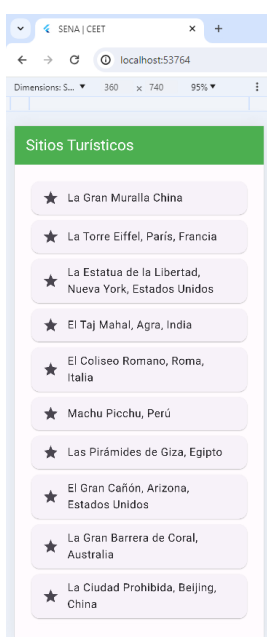 SENA | CEET
localhost:53764
Dimensions: S... 360 x 740 95%
Sitios Turísticos
La Gran Muralla China
La Torre Eiffel, París, Francia
La Estatua de la Libertad,
Nueva York, Estados Unidos
El Taj Mahal, Agra, India
El Coliseo Romano, Roma,
Italia
Machu Picchu, Perú
Las Pirámides de Giza, Egipto
El Gran Cañón, Arizona,
Estados Unidos
La Gran Barrera de Coral,
Australia
La Ciudad Prohibida, Beijing,
China